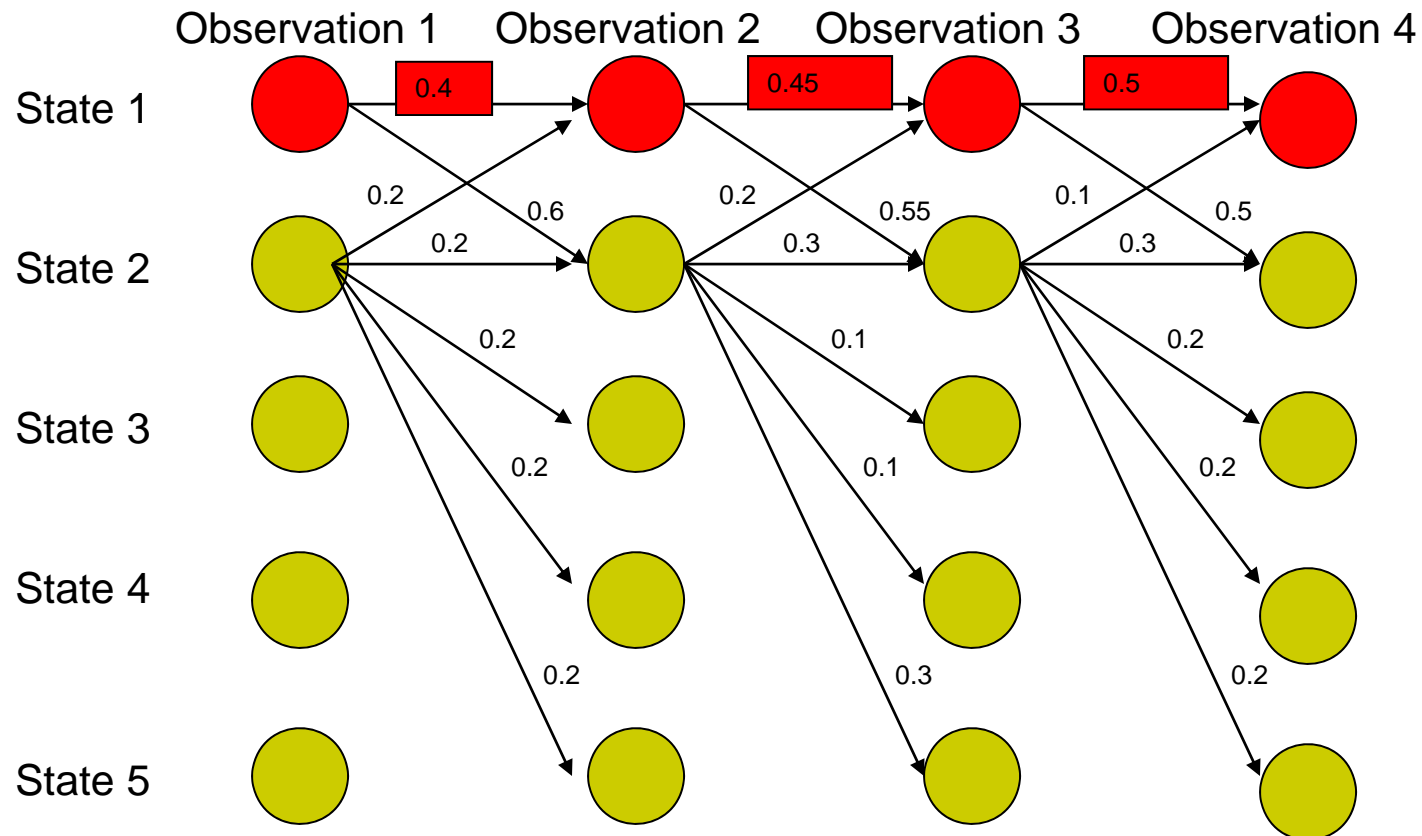 Observation 1 Observation 2 Observation 3 Observation 4
State 1
0.4 0.45 0.5
0.2 0.6 0.2 0.55 0.1 0.5
State 2
0.2 0.3 0.3
0.2 0.1 0.2
State 3
0.2 0.1 0.2
State 4
0.2 0.3 0.2
State 5